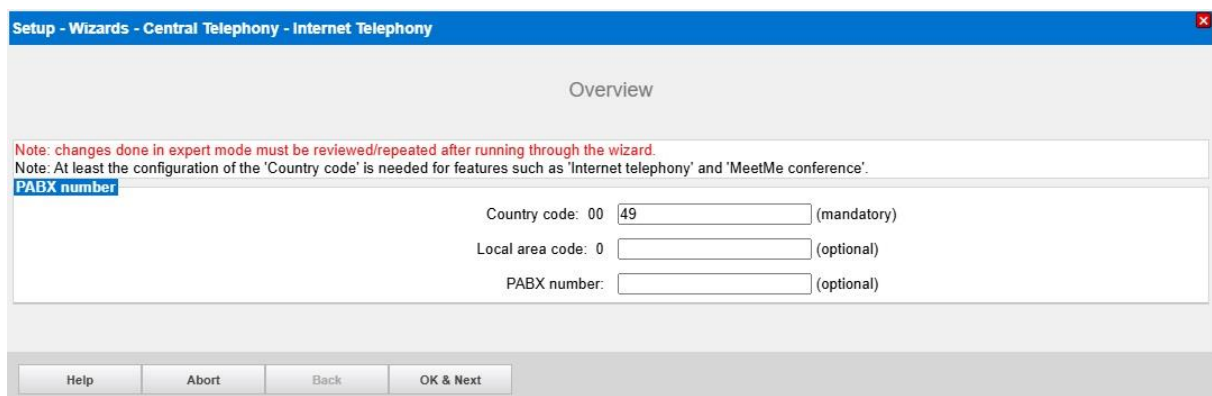 Setup - Wizards - Central Telephony - Internet Telephony
Overview
Note: changes done in expert mode must be reviewed/repeated after running through the wizard.
Note: At least the configuration of the 'Country code' is needed for features such as 'Internet telephony' and 'MeetMe conference'.
PABX number
Country code: 00 49 (mandatory)
Local area code: 0 (optional)
PABX number: (optional)
Help Abort Back OK & Next